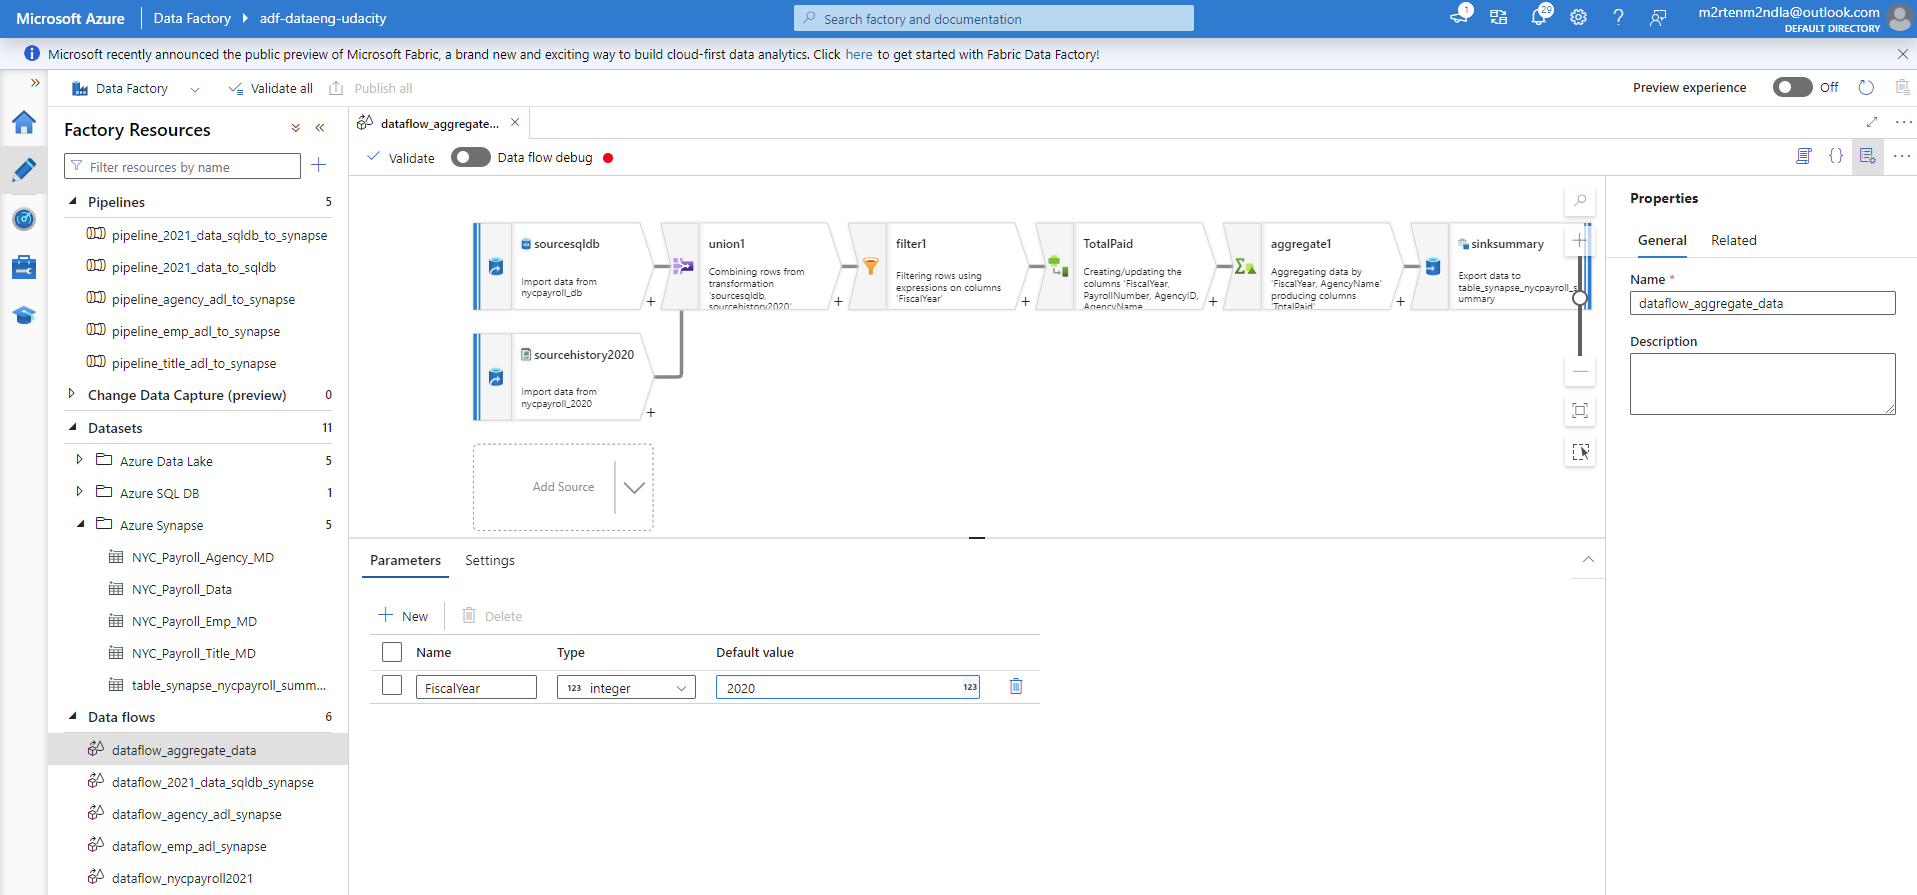 Microsoft Azure
Data Factory
adf-dataeng-udacity
Search factory and documentation
1
29
?
m2rtenm2ndla@outlook.com
DEFAULT DIRECTORY
Microsoft recently announced the public preview of Microsoft Fabric, a brand new and exciting way to build cloud-first data analytics. Click here to get started with Fabric Data Factory!
Data Factory
Validate all
Publish all
Preview experience
Off
Factory Resources
Filter resources by name
Pipelines 5
pipeline_2021_data_sqldb_to_synapse
pipeline_2021_data_to_sqldb
pipeline_agency_adl_to_synapse
pipeline_emp_adl_to_synapse
pipeline_title_adl_to_synapse
Change Data Capture (preview) 0
Datasets 11
Azure Data Lake 5
Azure SQL DB 1
Azure Synapse 5
NYC_Payroll_Agency_MD
NYC_Payroll_Data
NYC_Payroll_Emp_MD
NYC_Payroll_Title_MD
table_synapse_nycpayroll_summ...
Data flows 6
dataflow_aggregate_data
dataflow_2021_data_sqldb_synapse
dataflow_agency_adl_synapse
dataflow_emp_adl_synapse
dataflow_nycpayroll2021
dataflow_aggregate...
Validate
Data flow debug
{}
sourcesqldb
Import data from
nycpayroll_db
union1
Combining rows from
transformation
'sourcesqldb,
sourcehistory2020'
filter1
Filtering rows using
expressions on columns
'FiscalYear'
TotalPaid
Creating/updating the
columns 'FiscalYear,
PayrollNumber, AgencyID,
AgencyName,
aggregate1
Aggregating data by
'FiscalYear, AgencyName'
producing columns
'TotalPaid'
sinksummary
Export data to
table_synapse_nycpayroll_s
ummary
sourcehistory2020
Import data from
nycpayroll_2020
Add Source
Parameters
Settings
New
Delete
Name Type Default value
FiscalYear 123 integer 2020 123
Properties
General
Related
Name *
dataflow_aggregate_data
Description